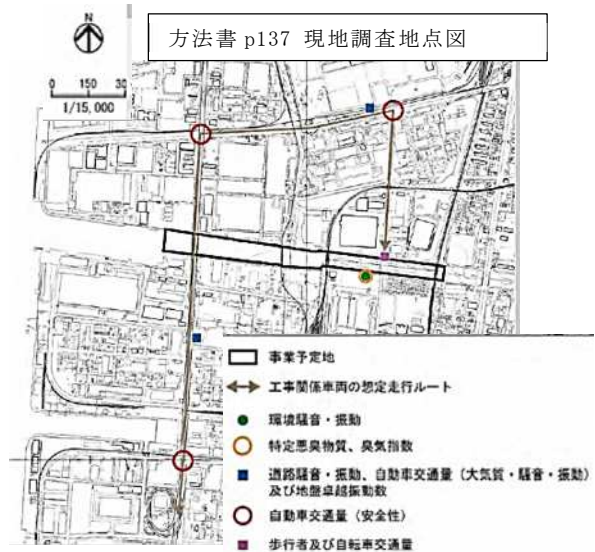 N
方法書 p137 現地調査地点図
0 150 30
1/15,000
事業予定地
工事関係車両の想定走行ルート
環境騒音・振動
特定悪臭物質、臭気指数
道路騒音・振動、自動車交通量（大気質・騒音・振動）
及び地盤卓越振動数
自動車交通量（安全性）
歩行者及び自転車交通量